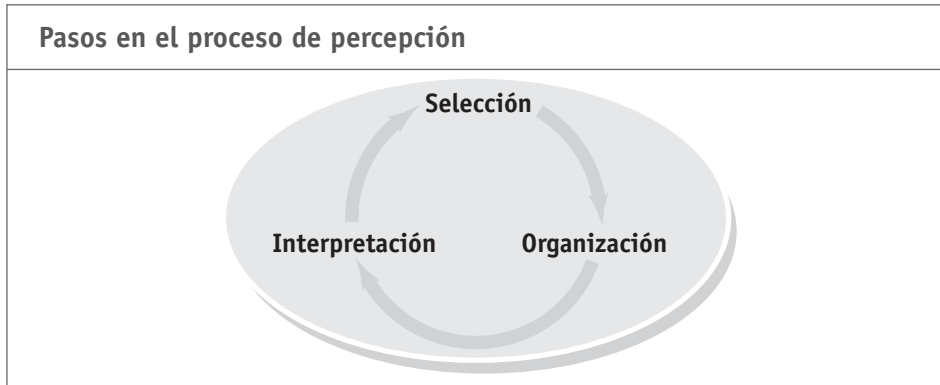 Pasos en el proceso de percepción
Selección
Interpretación Organización